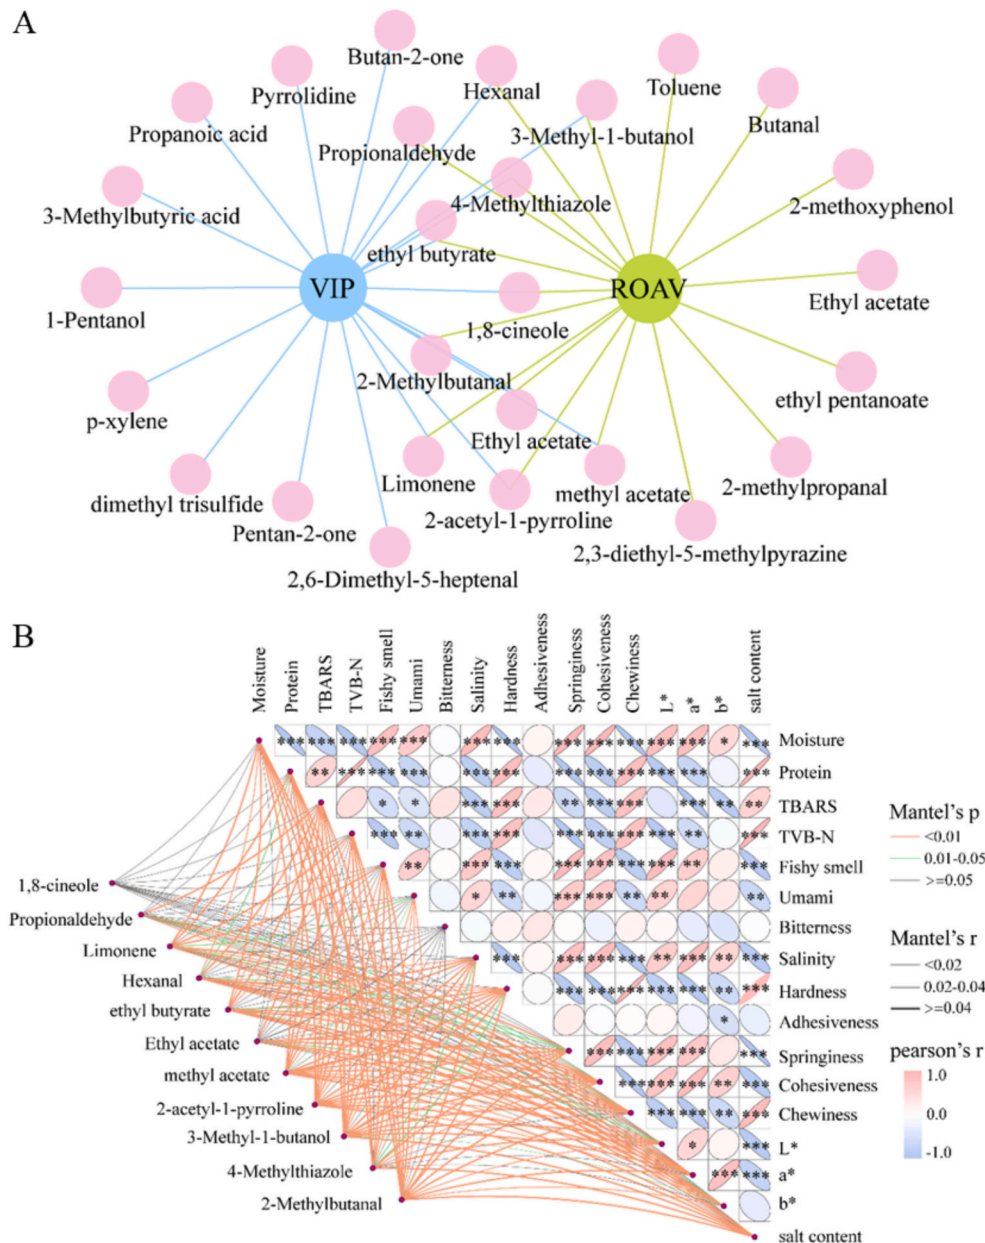 A
Butan-2-one
Pyrrolidine
Hexanal
Toluene
Propanoic acid
Propionaldehyde
3-Methyl-1-butanol
Butanal
3-Methylbutyric acid
4-Methylthiazole
2-methoxyphenol
ethyl butyrate
VIP
ROAV
1-Pentanol
1,8-cineole
Ethyl acetate
2-Methylbutanal
p-xylene
Ethyl acetate
ethyl pentanoate
dimethyl trisulfide
Limonene
methyl acetate
2-methylpropanal
Pentan-2-one
2-acetyl-1-pyrroline
2,6-Dimethyl-5-heptenal
2,3-diethyl-5-methylpyrazine
B
Moisture
Protein
TBARS
TVB-N
Fishy smell
Umami
Bitterness
Salinity
Hardness
Adhesiveness
Springiness
Cohesiveness
Chewiness
L*
a*
b*
salt content
Moisture
Protein
TBARS
TVB-N
Fishy smell
Umami
Bitterness
Salinity
Hardness
Adhesiveness
Springiness
Cohesiveness
Chewiness
L*
a*
b*
salt content
1,8-cineole
Propionaldehyde
Limonene
Hexanal
ethyl butyrate
Ethyl acetate
methyl acetate
2-acetyl-1-pyrroline
3-Methyl-1-butanol
4-Methylthiazole
2-Methylbutanal
Mantel's p
<0.01
0.01-0.05
>=0.05
Mantel's r
<0.02
0.02-0.04
>=0.04
pearson's r
1.0
0.0
-1.0